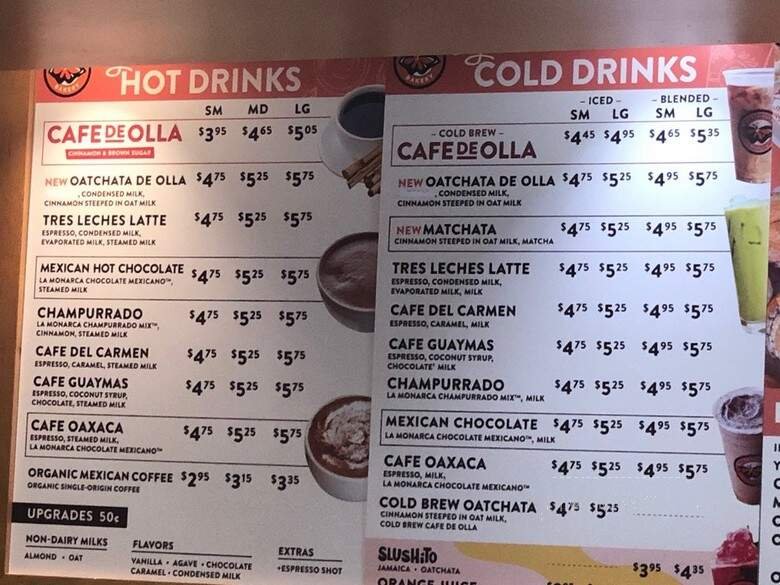 BAKERY
HOT DRINKS
SM MD LG
CAFE DE OLLA $3.95 $4.65 $5.05
CINNAMON & BROWN SUGAR
NEW OATCHATA DE OLLA $4.75 $5.25 $5.75
, CONDENSED MILK,
CINNAMON STEEPED IN OAT MILK
TRES LECHES LATTE $4.75 $5.25 $5.75
ESPRESSO, CONDENSED MILK,
EVAPORATED MILK, STEAMED MILK
MEXICAN HOT CHOCOLATE $4.75 $5.25 $5.75
LA MONARCA CHOCOLATE MEXICANO™,
STEAMED MILK
CHAMPURRADO $4.75 $5.25 $5.75
LA MONARCA CHAMPURRADO MIX™,
CINNAMON, STEAMED MILK
CAFE DEL CARMEN $4.75 $5.25 $5.75
ESPRESSO, CARAMEL, STEAMED MILK
CAFE GUAYMAS $4.75 $5.25 $5.75
ESPRESSO, COCONUT SYRUP,
CHOCOLATE, STEAMED MILK
CAFE OAXACA $4.75 $5.25 $5.75
ESPRESSO, STEAMED MILK,
LA MONARCA CHOCOLATE MEXICANO™
ORGANIC MEXICAN COFFEE $2.95 $3.15 $3.35
ORGANIC SINGLE-ORIGIN COFFEE
UPGRADES 50¢
NON-DAIRY MILKS
ALMOND • OAT
FLAVORS
VANILLA • AGAVE • CHOCOLATE
CARAMEL • CONDENSED MILK
EXTRAS
+ESPRESSO SHOT
BAKERY
COLD DRINKS
- ICED - - BLENDED -
SM LG SM LG
- COLD BREW -
CAFE DE OLLA $4.45 $4.95 $4.65 $5.35
NEW OATCHATA DE OLLA $4.75 $5.25 $4.95 $5.75
, CONDENSED MILK,
CINNAMON STEEPED IN OAT MILK
NEW MATCHATA $4.75 $5.25 $4.95 $5.75
CINNAMON STEEPED IN OAT MILK, MATCHA
TRES LECHES LATTE $4.75 $5.25 $4.95 $5.75
ESPRESSO, CONDENSED MILK,
EVAPORATED MILK, MILK
CAFE DEL CARMEN $4.75 $5.25 $4.95 $5.75
ESPRESSO, CARAMEL, MILK
CAFE GUAYMAS $4.75 $5.25 $4.95 $5.75
ESPRESSO, COCONUT SYRUP,
CHOCOLATE' MILK
CHAMPURRADO $4.75 $5.25 $4.95 $5.75
LA MONARCA CHAMPURRADO MIX™, MILK
MEXICAN CHOCOLATE $4.75 $5.25 $4.95 $5.75
LA MONARCA CHOCOLATE MEXICANO™, MILK
CAFE OAXACA $4.75 $5.25 $4.95 $5.75
ESPRESSO, MILK,
LA MONARCA CHOCOLATE MEXICANO™
COLD BREW OATCHATA $4.75 $5.25
CINNAMON STEEPED IN OAT MILK,
COLD BREW CAFE DE OLLA
SLUSHiTO $3.95 $4.35
JAMAICA • OATCHATA
ORANGE JUICE